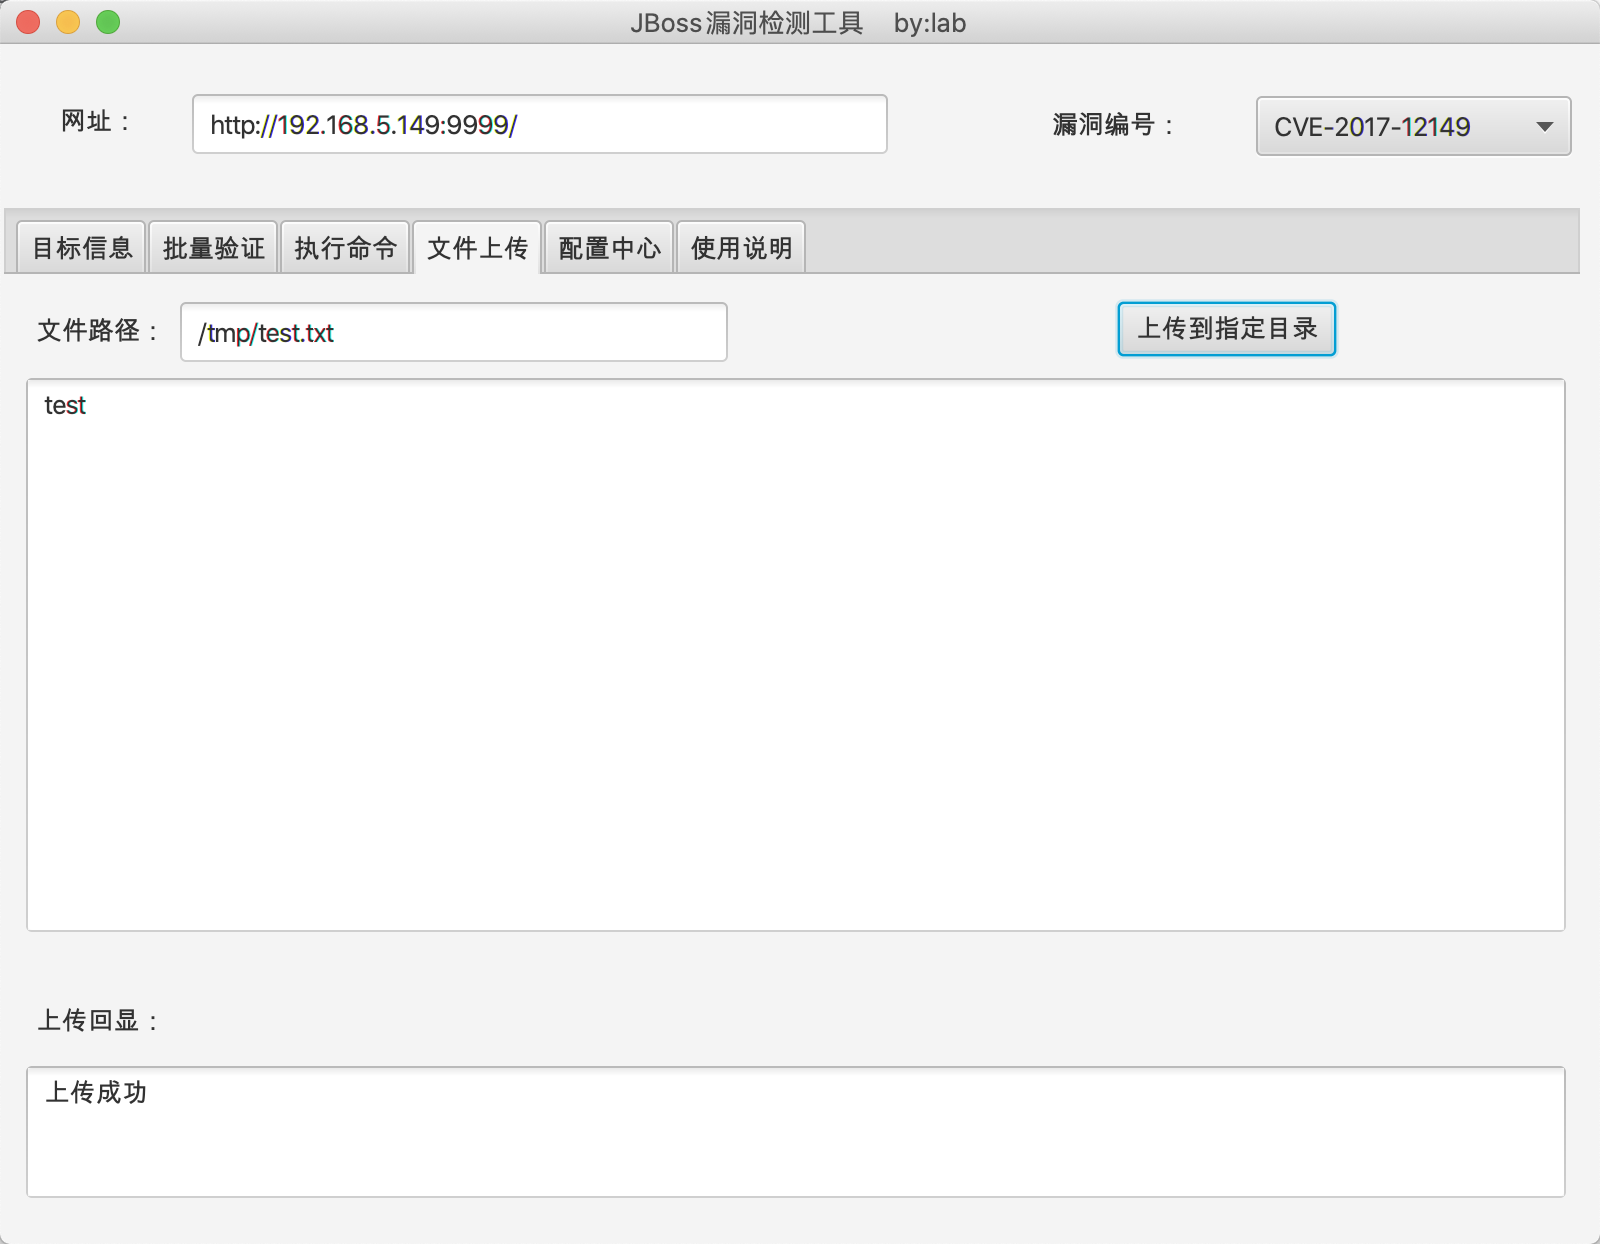 JBoss漏洞检测工具 by:lab
网址： http://192.168.5.149:9999/ 漏洞编号： CVE-2017-12149
目标信息 批量验证 执行命令 文件上传 配置中心 使用说明
文件路径： /tmp/test.txt 上传到指定目录
test
上传回显：
上传成功